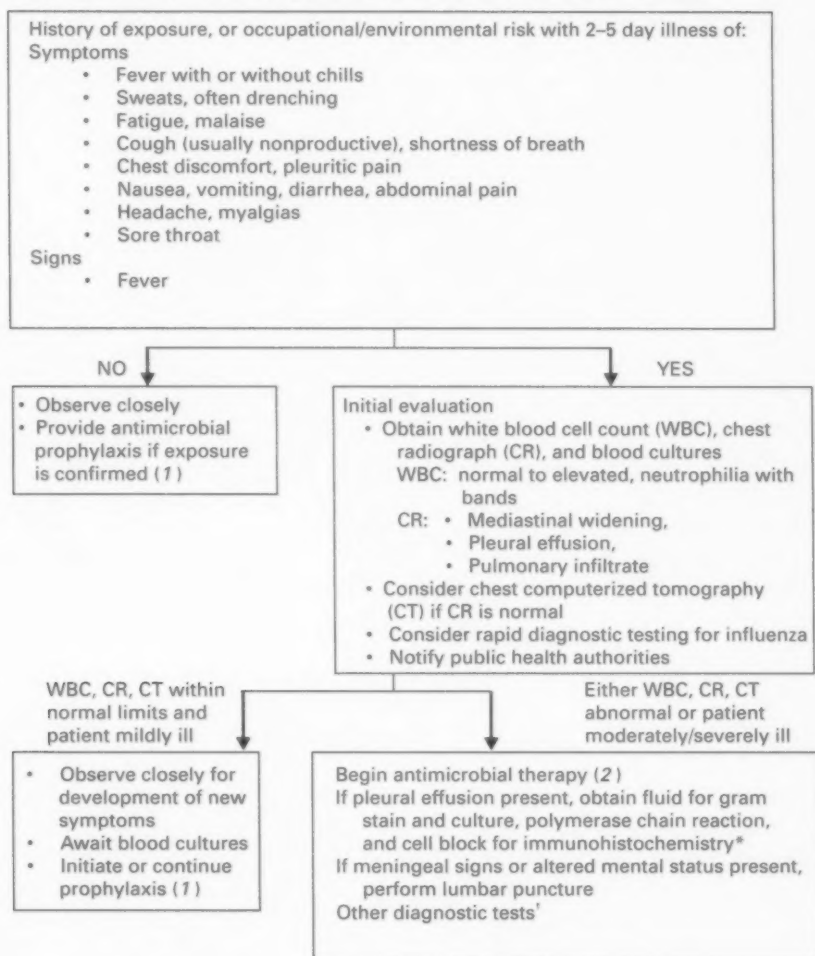 History of exposure, or occupational/environmental risk with 2–5 day illness of:
Symptoms
• Fever with or without chills
• Sweats, often drenching
• Fatigue, malaise
• Cough (usually nonproductive), shortness of breath
• Chest discomfort, pleuritic pain
• Nausea, vomiting, diarrhea, abdominal pain
• Headache, myalgias
• Sore throat
Signs
• Fever
NO
YES
• Observe closely
• Provide antimicrobial
prophylaxis if exposure
is confirmed (1)
Initial evaluation
• Obtain white blood cell count (WBC), chest
radiograph (CR), and blood cultures
WBC: normal to elevated, neutrophilia with
bands
CR: • Mediastinal widening,
• Pleural effusion,
• Pulmonary infiltrate
• Consider chest computerized tomography
(CT) if CR is normal
• Consider rapid diagnostic testing for influenza
• Notify public health authorities
WBC, CR, CT within
normal limits and
patient mildly ill
Either WBC, CR, CT
abnormal or patient
moderately/severely ill
• Observe closely for
development of new
symptoms
• Await blood cultures
• Initiate or continue
prophylaxis (1)
Begin antimicrobial therapy (2)
If pleural effusion present, obtain fluid for gram
stain and culture, polymerase chain reaction,
and cell block for immunohistochemistry*
If meningeal signs or altered mental status present,
perform lumbar puncture
Other diagnostic tests†